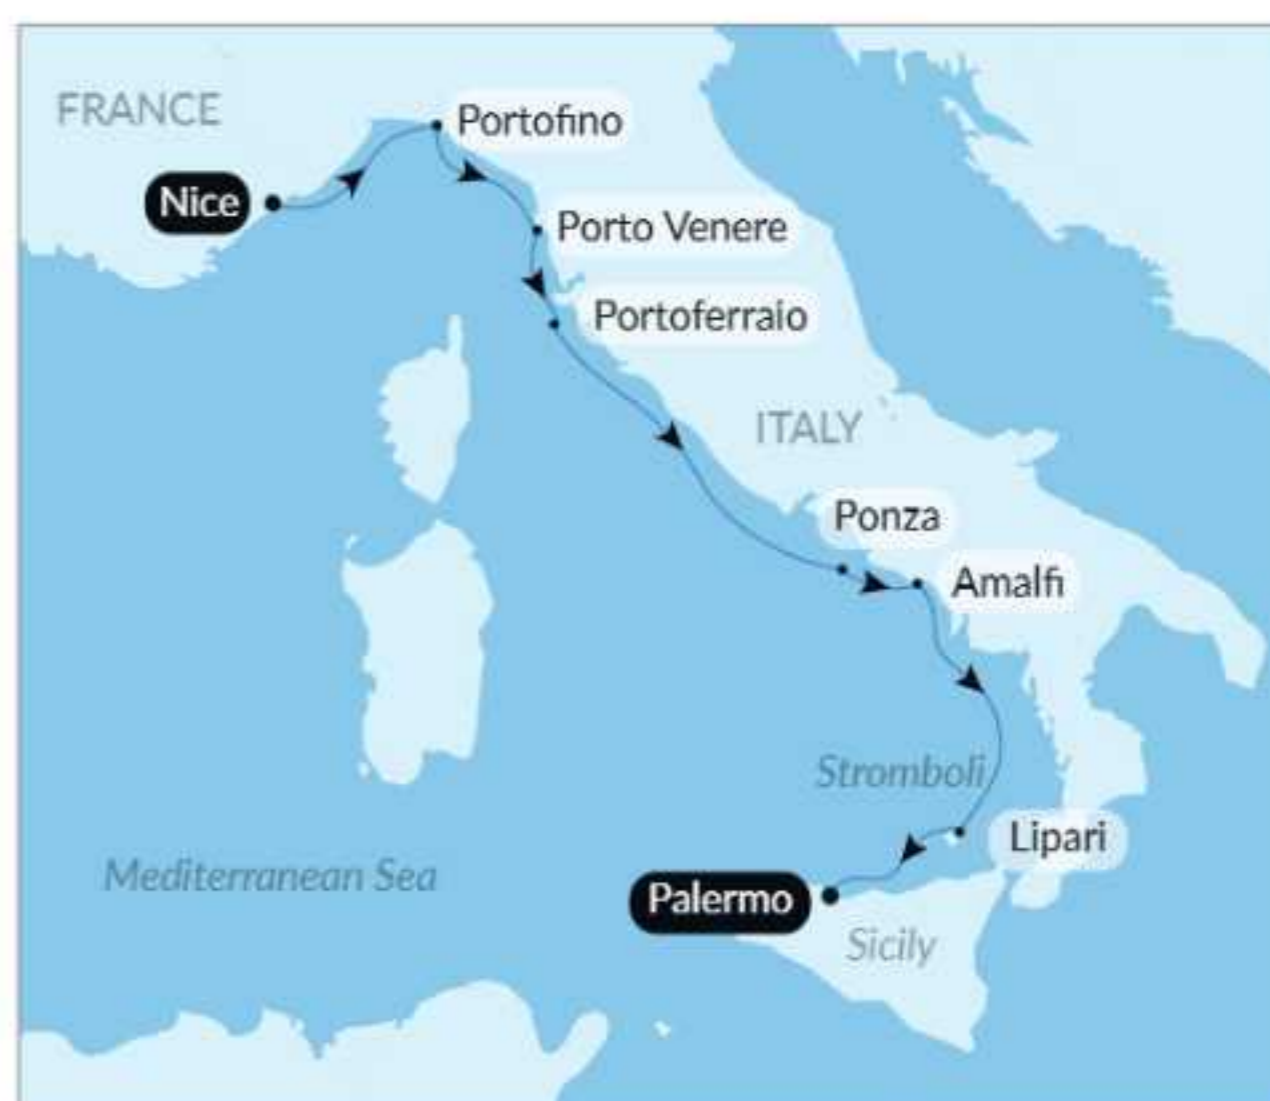 FRANCE
Portofino
Nice
Porto Venere
Portoferraio
ITALY
Ponza
Amalfi
Stromboli
Lipari
Mediterranean Sea
Palermo
Sicily